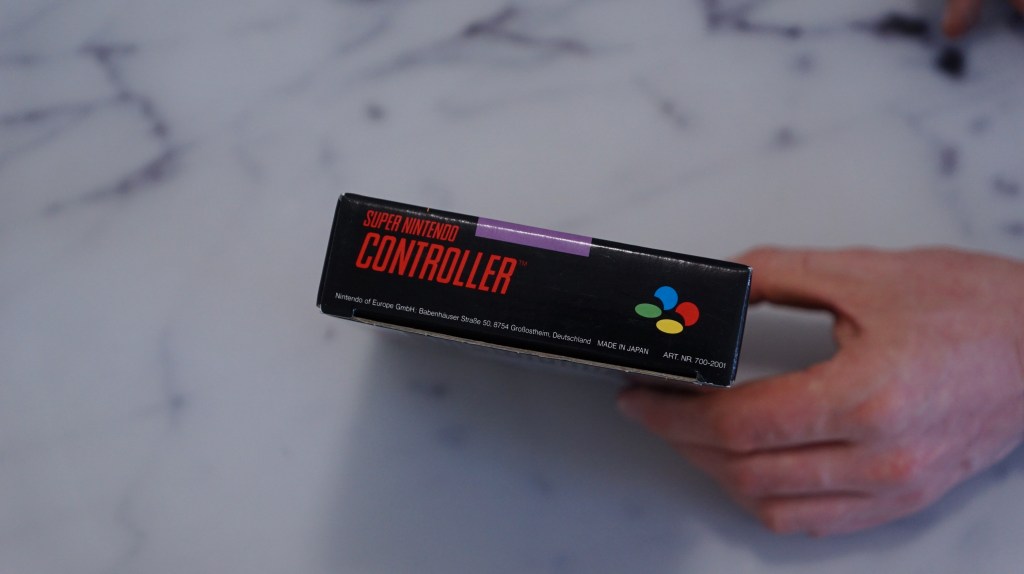 SUPER NINTENDO
CONTROLLER™
Nintendo of Europe GmbH: Babenhäuser Straße 50, 8754 Großostheim, Deutschland MADE IN JAPAN ART. NR. 700-2001